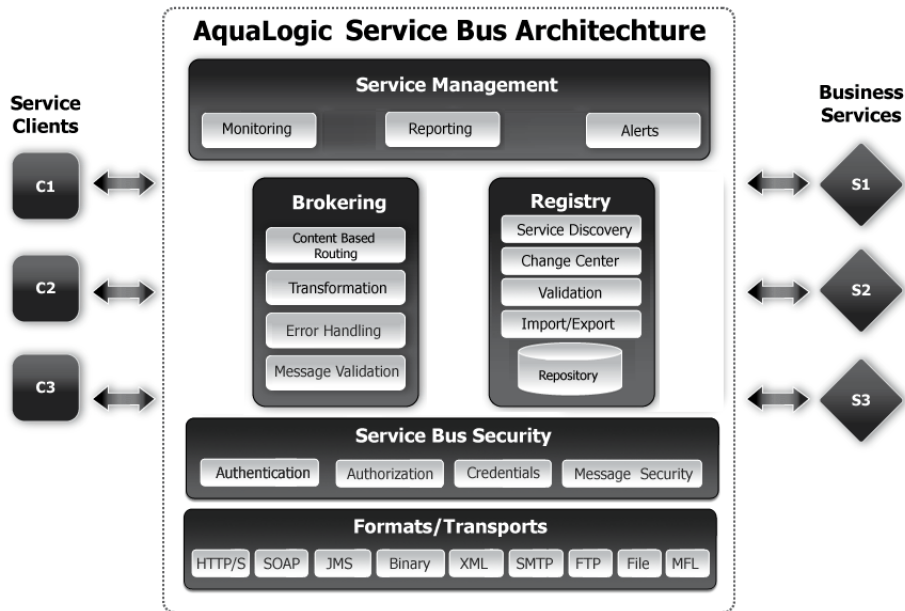 AquaLogic Service Bus Architechture
Service Management
Monitoring
Reporting
Alerts
Service
Clients
C1
C2
C3
Brokering
Content Based
Routing
Transformation
Error Handling
Message Validation
Registry
Service Discovery
Change Center
Validation
Import/Export
Repository
Business
Services
S1
S2
S3
Service Bus Security
Authentication
Authorization
Credentials
Message Security
Formats/Transports
HTTP/S
SOAP
JMS
Binary
XML
SMTP
FTP
File
MFL